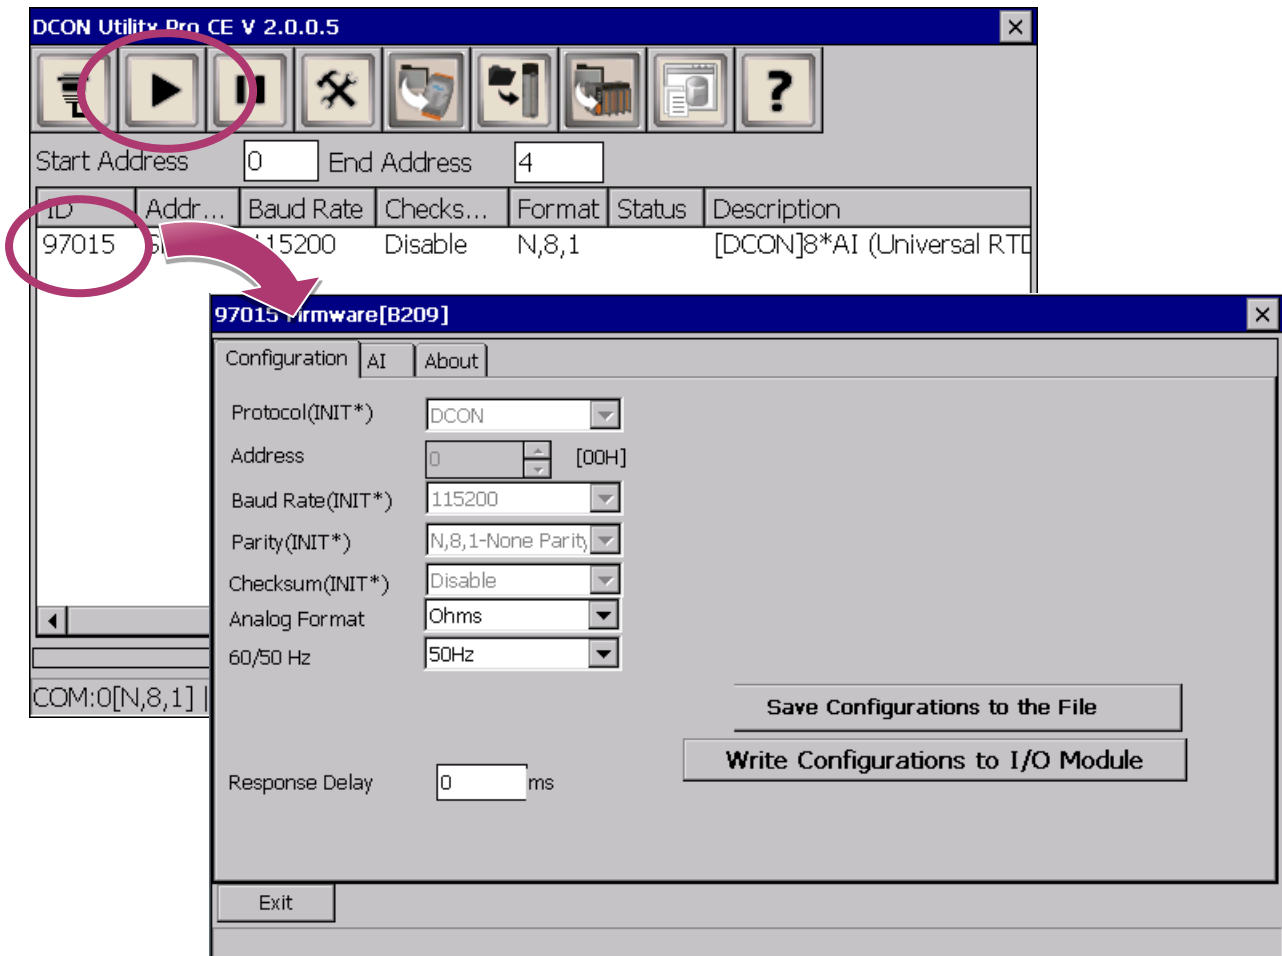 DCON Utility Pro CE V 2.0.0.5
?
Start Address 0 End Address 4
ID Addr... Baud Rate Checks... Format Status Description
97015 115200 Disable N,8,1 [DCON]8*AI (Universal RTD
97015 Firmware[B209]
Configuration AI About
Protocol(INIT*) DCON
Address 0 [00H]
Baud Rate(INIT*) 115200
Parity(INIT*) N,8,1-None Parity
Checksum(INIT*) Disable
Analog Format Ohms
60/50 Hz 50Hz
COM:0[N,8,1] |
Save Configurations to the File
Write Configurations to I/O Module
Response Delay 0 ms
Exit